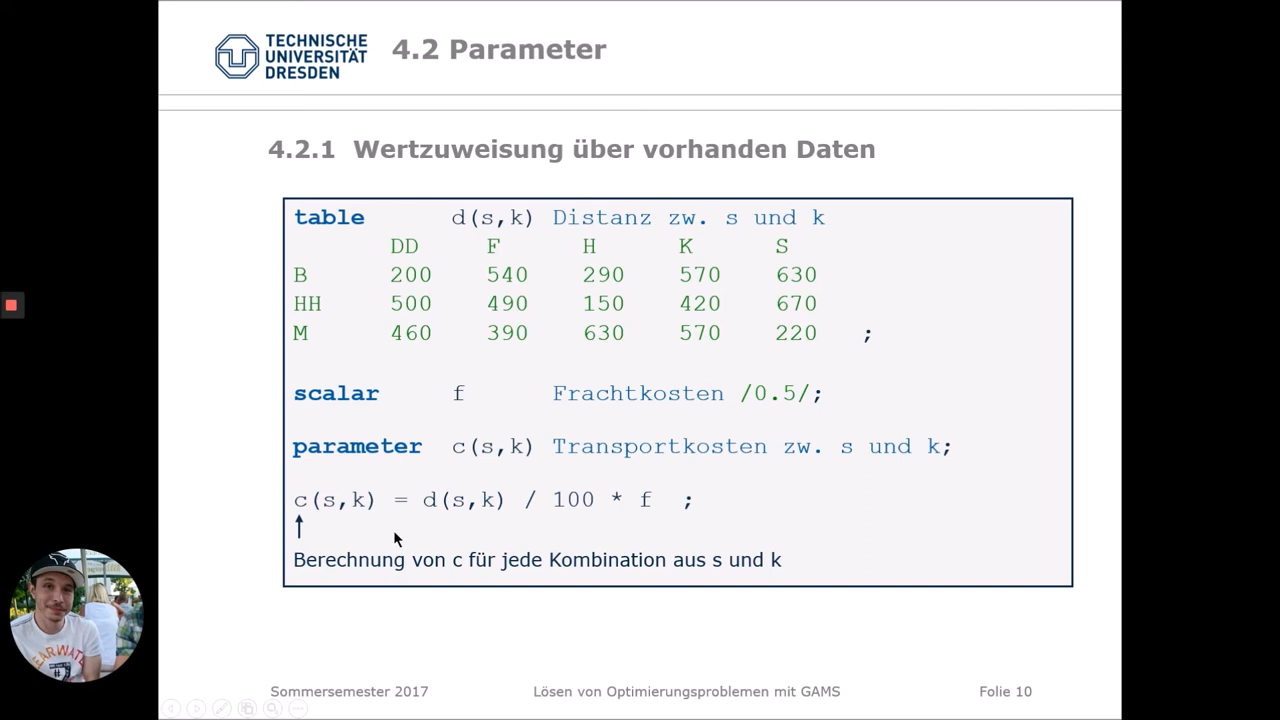 TECHNISCHE
UNIVERSITÄT
DRESDEN
4.2 Parameter
4.2.1 Wertzuweisung über vorhanden Daten
table d(s,k) Distanz zw. s und k
DD F H K S
B 200 540 290 570 630
HH 500 490 150 420 670
M 460 390 630 570 220 ;
scalar f Frachtkosten /0.5/;
parameter c(s,k) Transportkosten zw. s und k;
c(s,k) = d(s,k) / 100 * f ;
Berechnung von c für jede Kombination aus s und k
Sommersemester 2017 Lösen von Optimierungsproblemen mit GAMS Folie 10